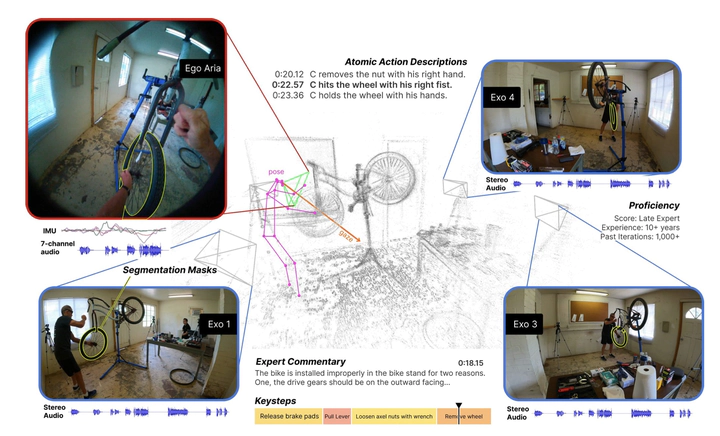 Ego Aria
Atomic Action Descriptions
0:20.12 C removes the nut with his right hand.
0:22.57 C hits the wheel with his right fist.
0:23.36 C holds the wheel with his hands.
Exo 4
Stereo
Audio
pose
gaze
Proficiency
Score: Late Expert
Experience: 10+ years
Past Iterations: 1,000+
IMU
7-channel
audio
Segmentation Masks
Exo 1
Stereo
Audio
Exo 3
Stereo
Audio
Expert Commentary 0:18.15
The bike is installed improperly in the bike stand for two reasons.
One, the drive gears should be on the outward facing...
Keysteps
Release brake pads Pull Lever Loosen axel nuts with wrench Remove wheel